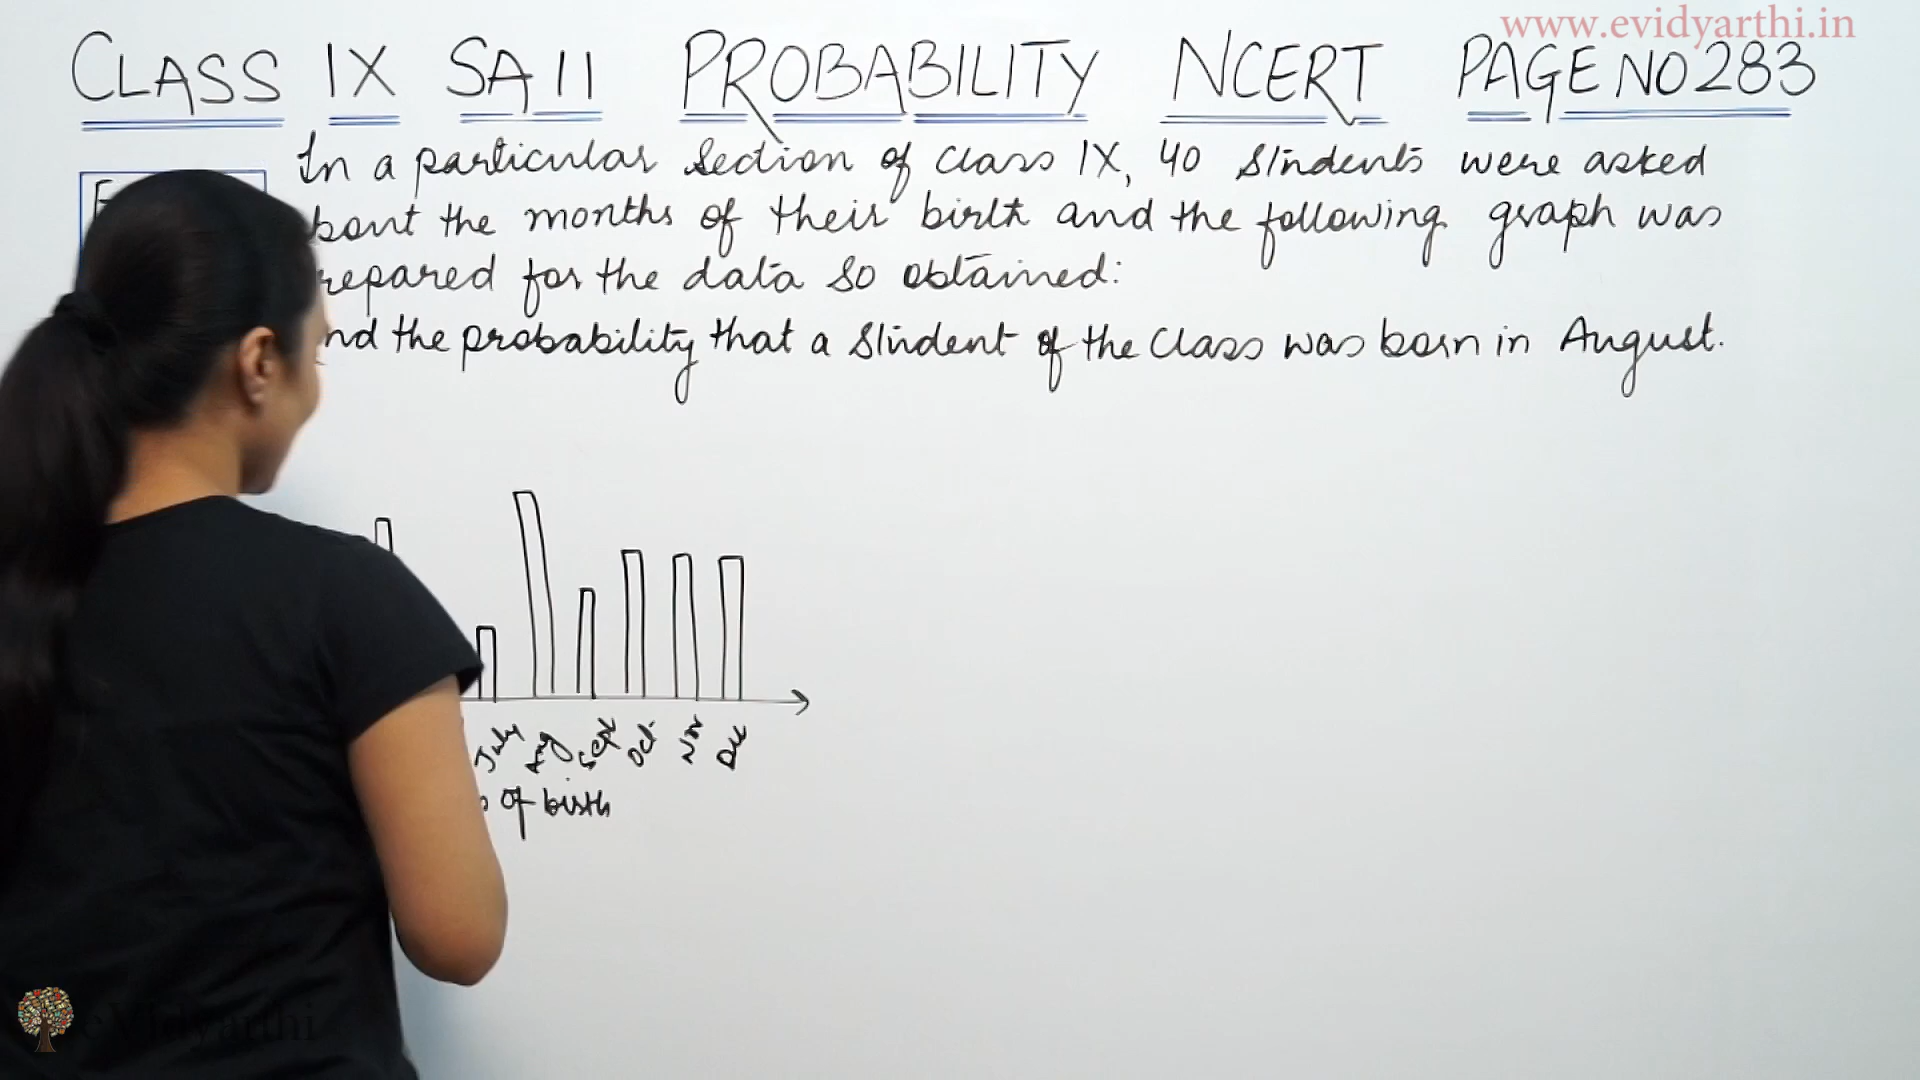 www.evidyarthi.in
CLASS IX SA II PROBABILITY NCERT PAGE NO 283
In a particular section of class IX, 40 students were asked
bout the months of their birth and the following graph was
repared for the data so obtained:
nd the probability that a student of the class was born in August.
July Aug Sept Oct Nov Dec
of birth
eVidyarthi